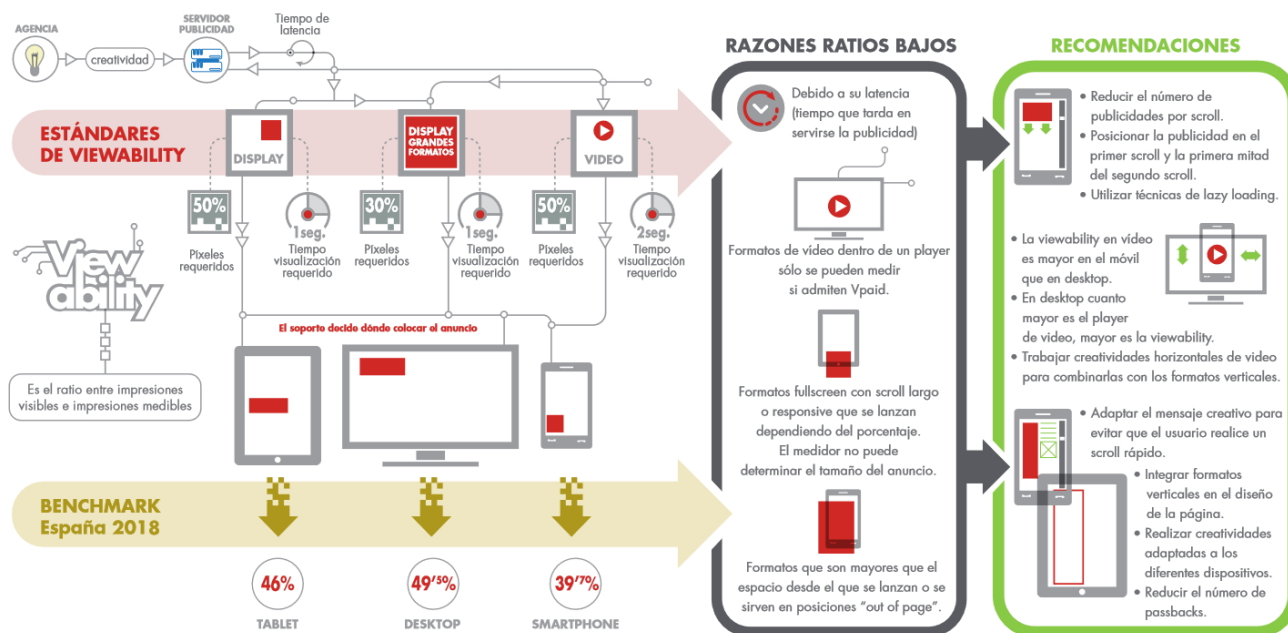 AGENCIA
creatividad
SERVIDOR
PUBLICIDAD
Tiempo de
latencia
ESTÁNDARES
DE VIEWABILITY
DISPLAY
DISPLAY
GRANDES
FORMATOS
VIDEO
50%
Píxeles
requeridos
1seg.
Tiempo
visualización
requerido
30%
Píxeles
requeridos
1seg.
Tiempo
visualización
requerido
50%
Píxeles
requeridos
2seg.
Tiempo
visualización
requerido
View
ability
Es el ratio entre impresiones
visibles e impresiones medibles
El soporte decide dónde colocar el anuncio
BENCHMARK
España 2018
46%
TABLET
49'5%
DESKTOP
39'7%
SMARTPHONE
RAZONES RATIOS BAJOS
Debido a su latencia
(tiempo que tarda en
servirse la publicidad)
Formatos de vídeo dentro de un player
sólo se pueden medir
si admiten Vpaid.
Formatos fullscreen con scroll largo
o responsive que se lanzan
dependiendo del porcentaje.
El medidor no puede
determinar el tamaño del anuncio.
Formatos que son mayores que el
espacio desde el que se lanzan o se
sirven en posiciones “out of page”.
RECOMENDACIONES
• Reducir el número de
publicidades por scroll.
• Posicionar la publicidad en el
primer scroll y la primera mitad
del segundo scroll.
• Utilizar técnicas de lazy loading.
• La viewability en vídeo
es mayor en el móvil
que en desktop.
• En desktop cuanto
mayor es el player
de video, mayor es la viewability.
• Trabajar creatividades horizontales de video
para combinarlas con los formatos verticales.
• Adaptar el mensaje creativo para
evitar que el usuario realice un
scroll rápido.
• Integrar formatos
verticales en el diseño
de la página.
• Realizar creatividades
adaptadas a los
diferentes dispositivos.
• Reducir el número de
passbacks.